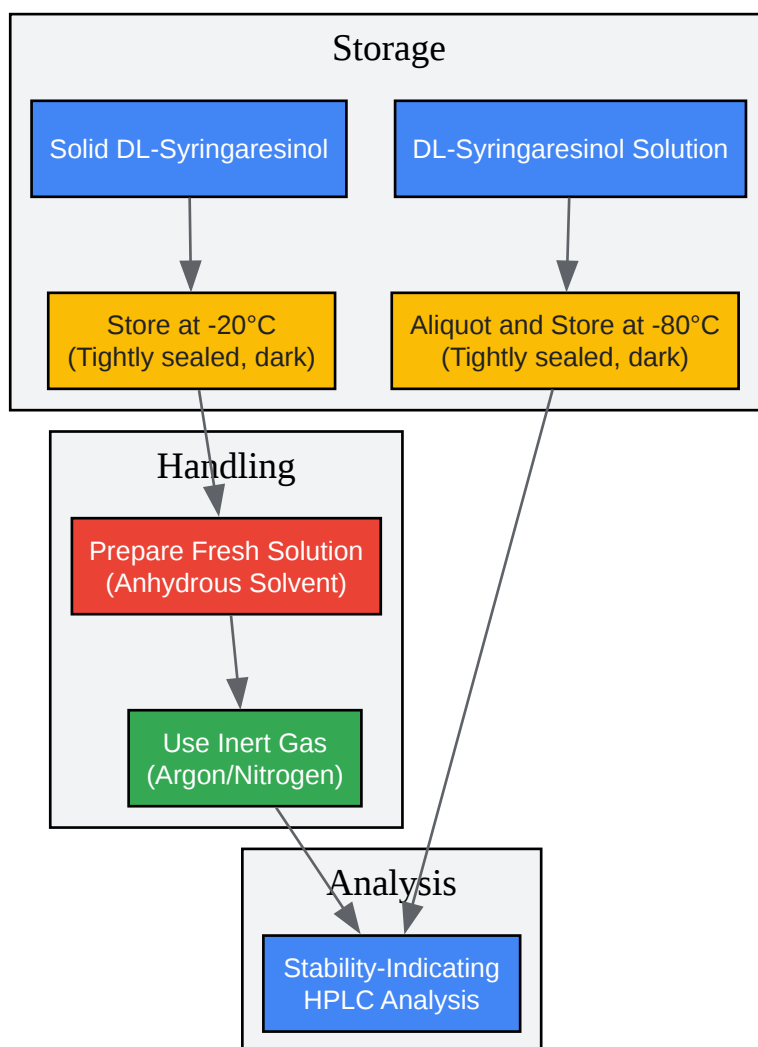 Storage
Solid DL-Syringaresinol
DL-Syringaresinol Solution
Store at -20°C
(Tightly sealed, dark)
Aliquot and Store at -80°C
(Tightly sealed, dark)
Handling
Prepare Fresh Solution
(Anhydrous Solvent)
Use Inert Gas
(Argon/Nitrogen)
Analysis
Stability-Indicating
HPLC Analysis